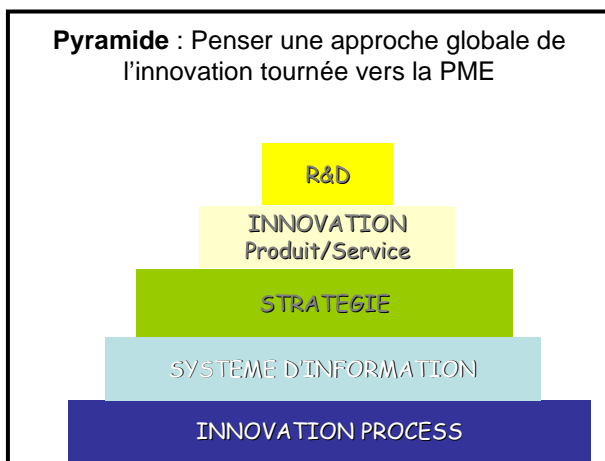 Pyramide : Penser une approche globale de
l'innovation tournée vers la PME
R&D
INNOVATION
Produit/Service
STRATEGIE
SYSTEME D'INFORMATION
INNOVATION PROCESS